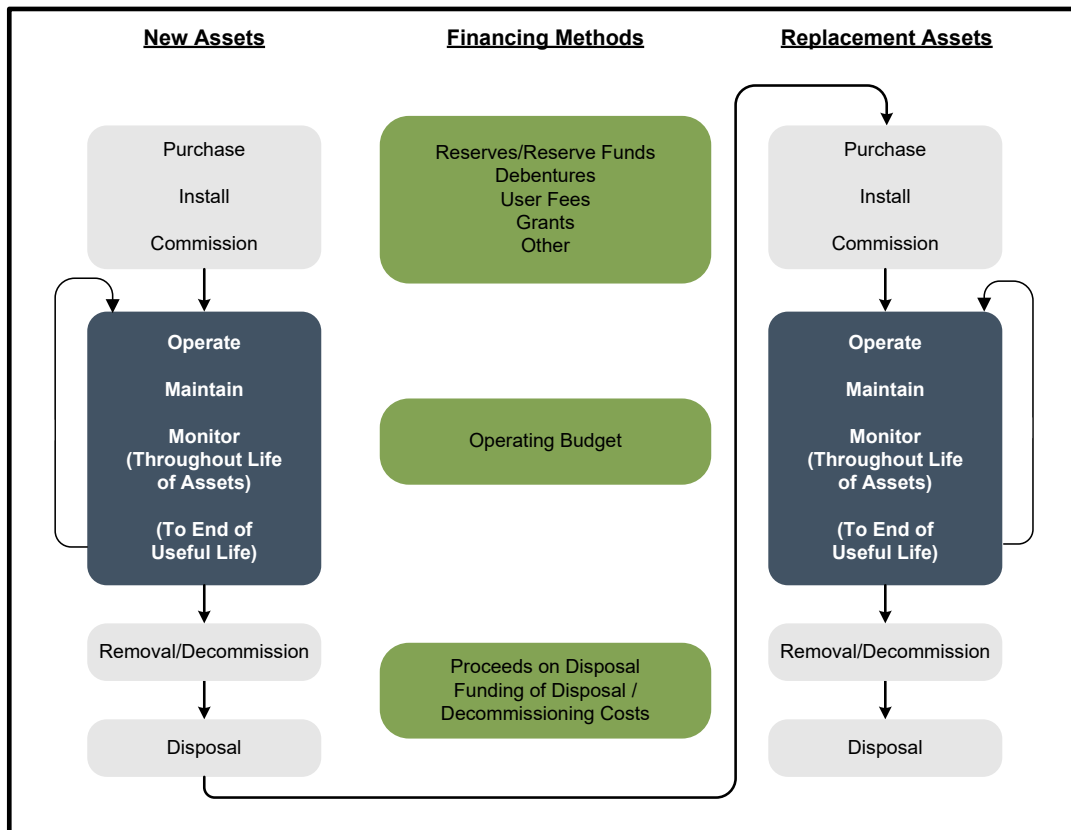 New Assets
Financing Methods
Replacement Assets
Purchase
Install
Commission
Operate
Maintain
Monitor
(Throughout Life
of Assets)
(To End of
Useful Life)
Removal/Decommission
Disposal
Reserves/Reserve Funds
Debentures
User Fees
Grants
Other
Operating Budget
Proceeds on Disposal
Funding of Disposal /
Decommissioning Costs
Purchase
Install
Commission
Operate
Maintain
Monitor
(Throughout Life
of Assets)
(To End of
Useful Life)
Removal/Decommission
Disposal